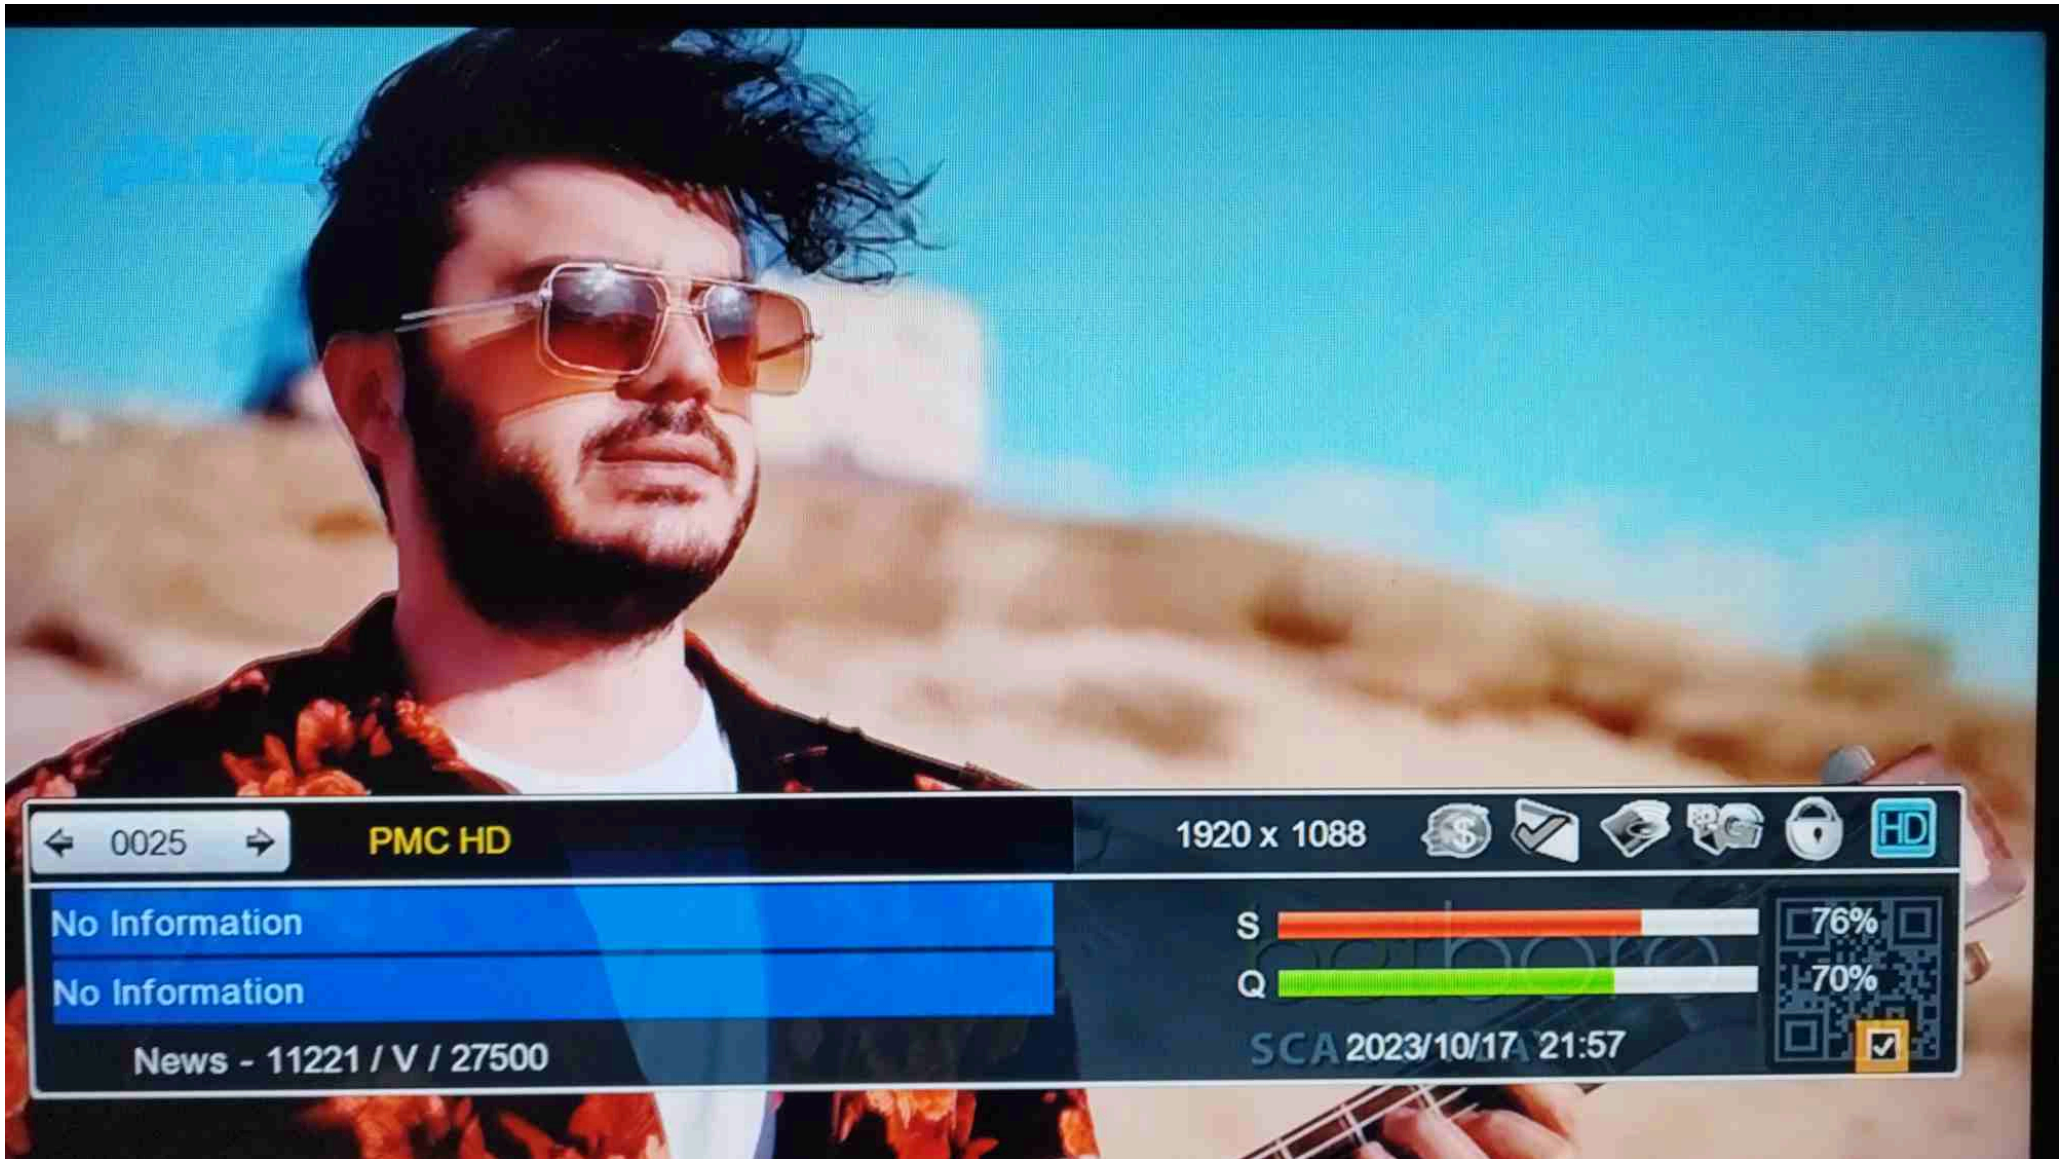 pmc
0025 PMC HD 1920 x 1088 HD
No Information S 76%
No Information Q 70%
News - 11221 / V / 27500 2023/10/17 21:57